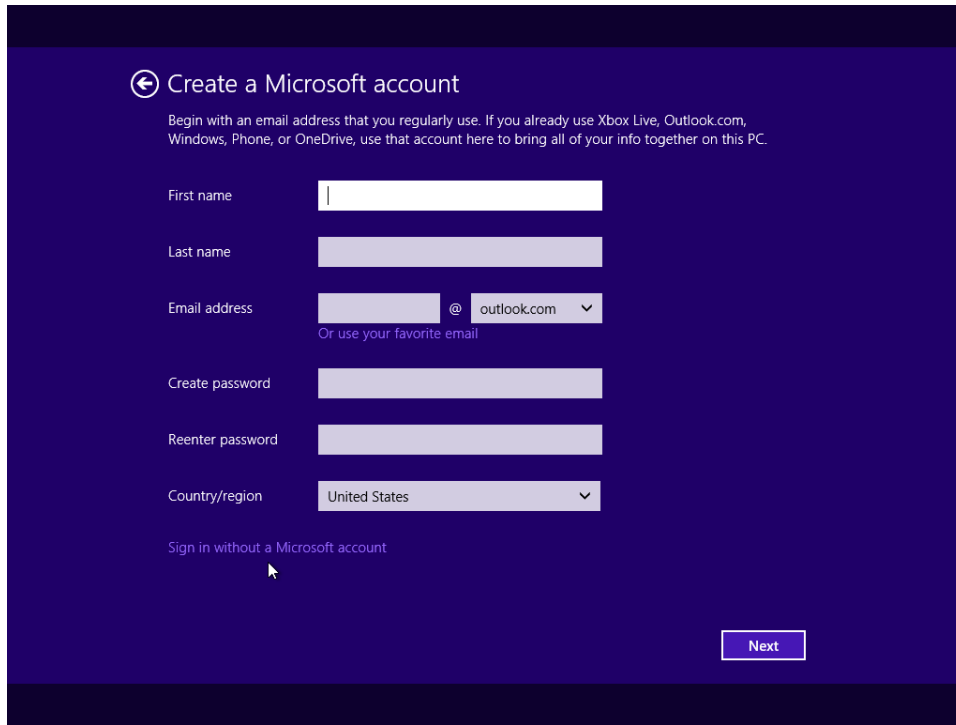 Create a Microsoft account
Begin with an email address that you regularly use. If you already use Xbox Live, Outlook.com,
Windows, Phone, or OneDrive, use that account here to bring all of your info together on this PC.
First name
Last name
Email address @ outlook.com
Or use your favorite email
Create password
Reenter password
Country/region United States
Sign in without a Microsoft account
Next